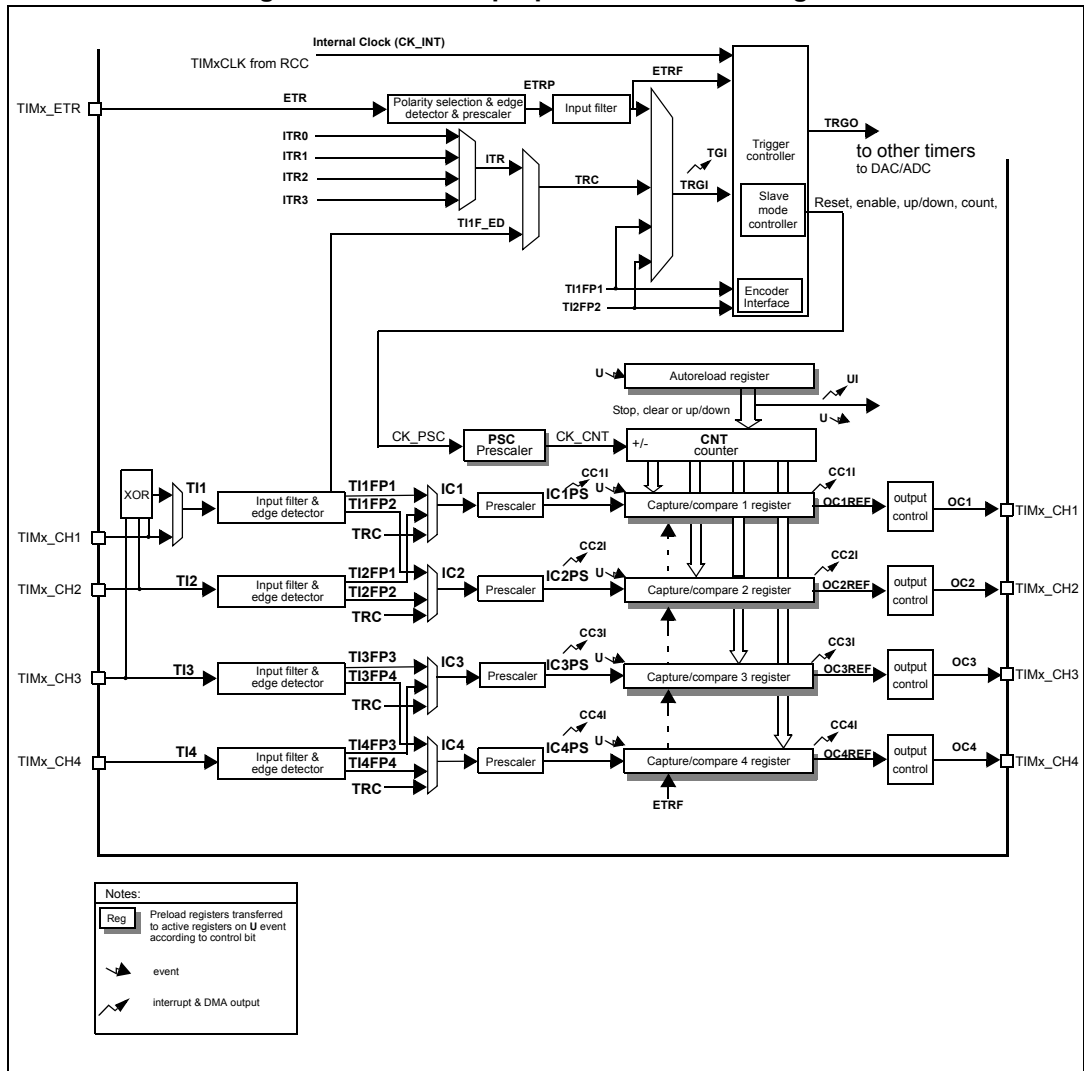 Internal Clock (CK_INT)
TIMxCLK from RCC
ETRF
ETRP
TIMx_ETR
ETR
Polarity selection & edge
detector & prescaler
Input filter
ITR0
ITR1
ITR2
ITR3
ITR
TRC
TI1F_ED
TGI
TRGI
Trigger
controller
TRGO
to other timers
to DAC/ADC
Slave
mode
controller
Reset, enable, up/down, count,
TI1FP1
TI2FP2
Encoder
Interface
U
Autoreload register
UI
Stop, clear or up/down
U
CK_PSC
PSC
Prescaler
CK_CNT
+/-
CNT
counter
XOR
TI1
Input filter &
edge detector
TI1FP1
TI1FP2
TRC
IC1
Prescaler
CC1I
IC1PS
U
Capture/compare 1 register
CC1I
OC1REF
output
control
OC1
TIMx_CH1
TIMx_CH1
TIMx_CH2
TI2
Input filter &
edge detector
TI2FP1
TI2FP2
TRC
IC2
Prescaler
CC2I
IC2PS
U
Capture/compare 2 register
CC2I
OC2REF
output
control
OC2
TIMx_CH2
TIMx_CH3
TI3
Input filter &
edge detector
TI3FP3
TI3FP4
TRC
IC3
Prescaler
CC3I
IC3PS
U
Capture/compare 3 register
CC3I
OC3REF
output
control
OC3
TIMx_CH3
TIMx_CH4
TI4
Input filter &
edge detector
TI4FP3
TI4FP4
TRC
IC4
Prescaler
CC4I
IC4PS
U
Capture/compare 4 register
CC4I
OC4REF
output
control
OC4
TIMx_CH4
ETRF
Notes:
Reg
Preload registers transferred
to active registers on U event
according to control bit
event
interrupt & DMA output